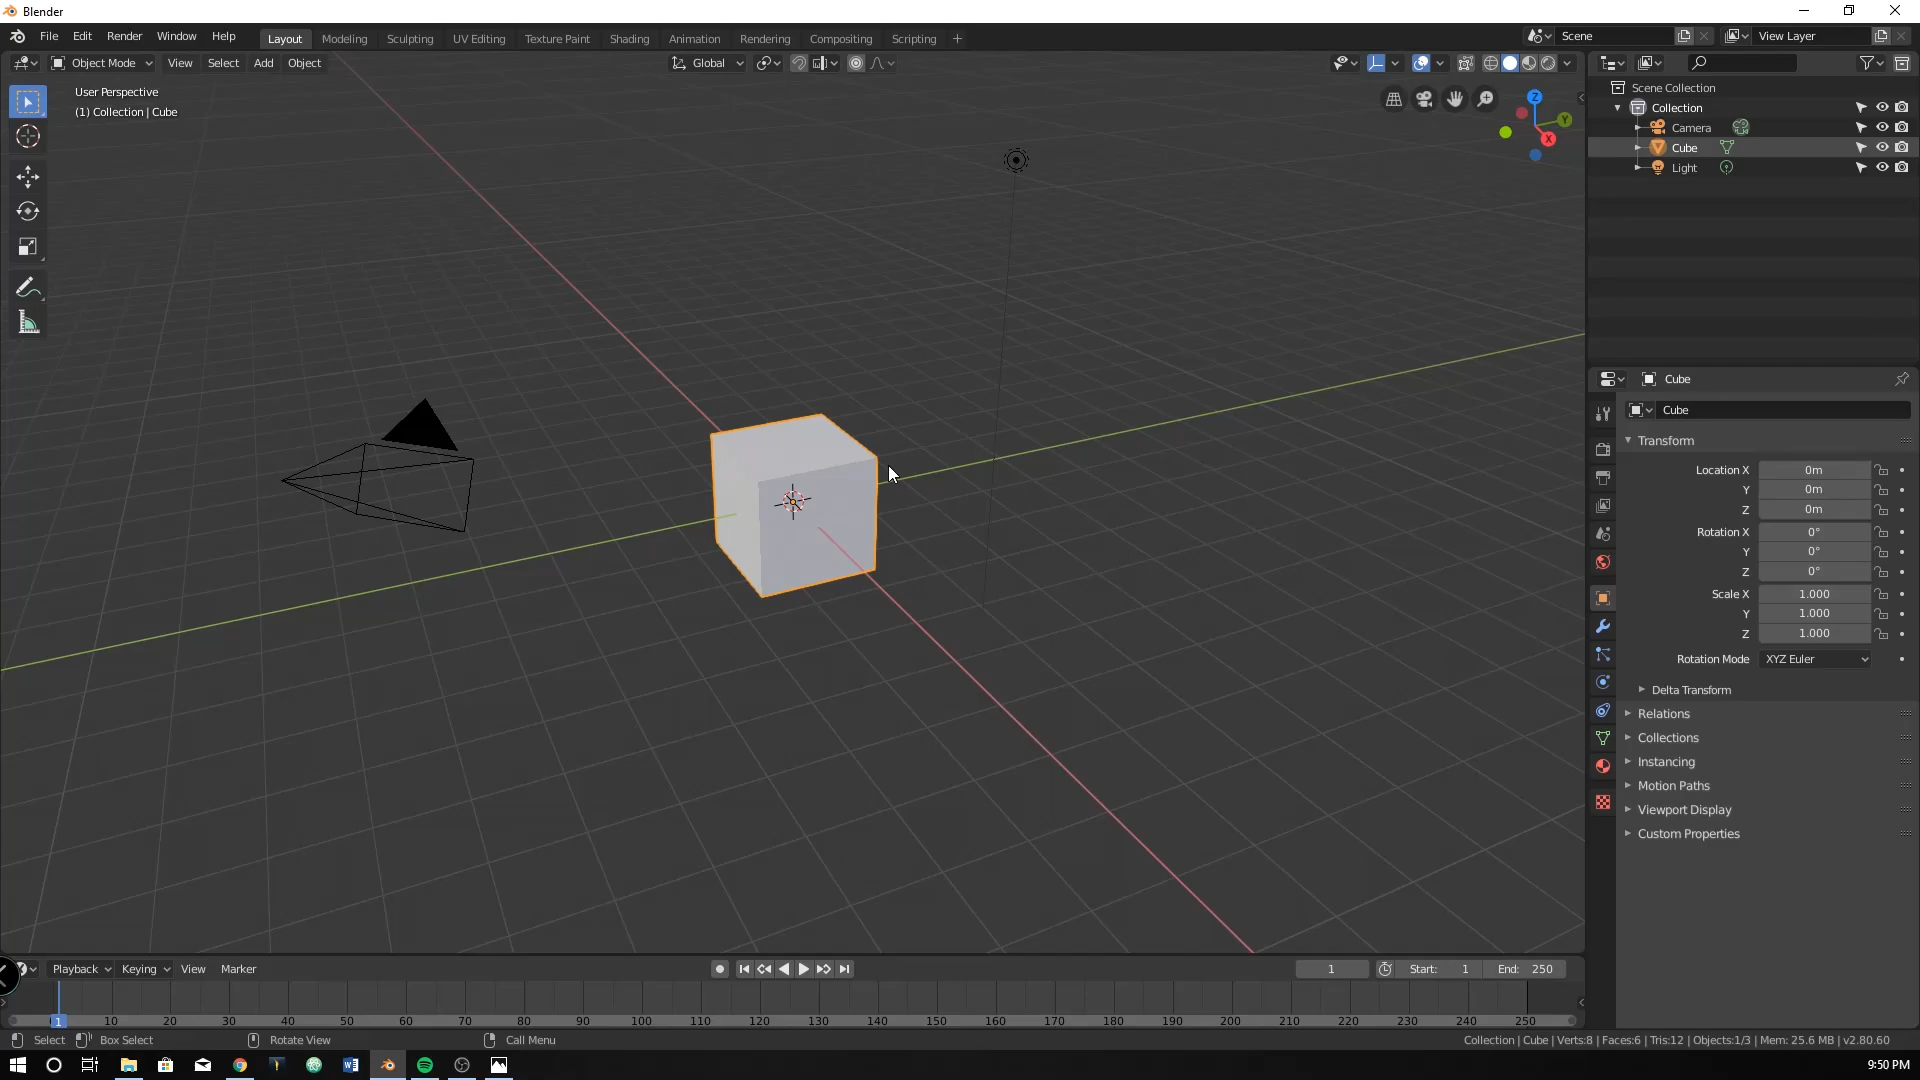 Blender
File Edit Render Window Help Layout Modeling Sculpting UV Editing Texture Paint Shading Animation Rendering Compositing Scripting + Scene View Layer
Object Mode View Select Add Object Global
User Perspective
(1) Collection | Cube
Z
Y
X
Scene Collection
Collection
Camera
Cube
Light
Cube
Cube
Transform
Location X 0m
Y 0m
Z 0m
Rotation X 0°
Y 0°
Z 0°
Scale X 1.000
Y 1.000
Z 1.000
Rotation Mode XYZ Euler
Delta Transform
Relations
Collections
Instancing
Motion Paths
Viewport Display
Custom Properties
Playback Keying View Marker 1 Start: 1 End: 250
1 10 20 30 40 50 60 70 80 90 100 110 120 130 140 150 160 170 180 190 200 210 220 230 240 250
Select Box Select Rotate View Call Menu Collection | Cube | Verts:8 | Faces:6 | Tris:12 | Objects:1/3 | Mem: 25.6 MB | v2.80.60
9:50 PM